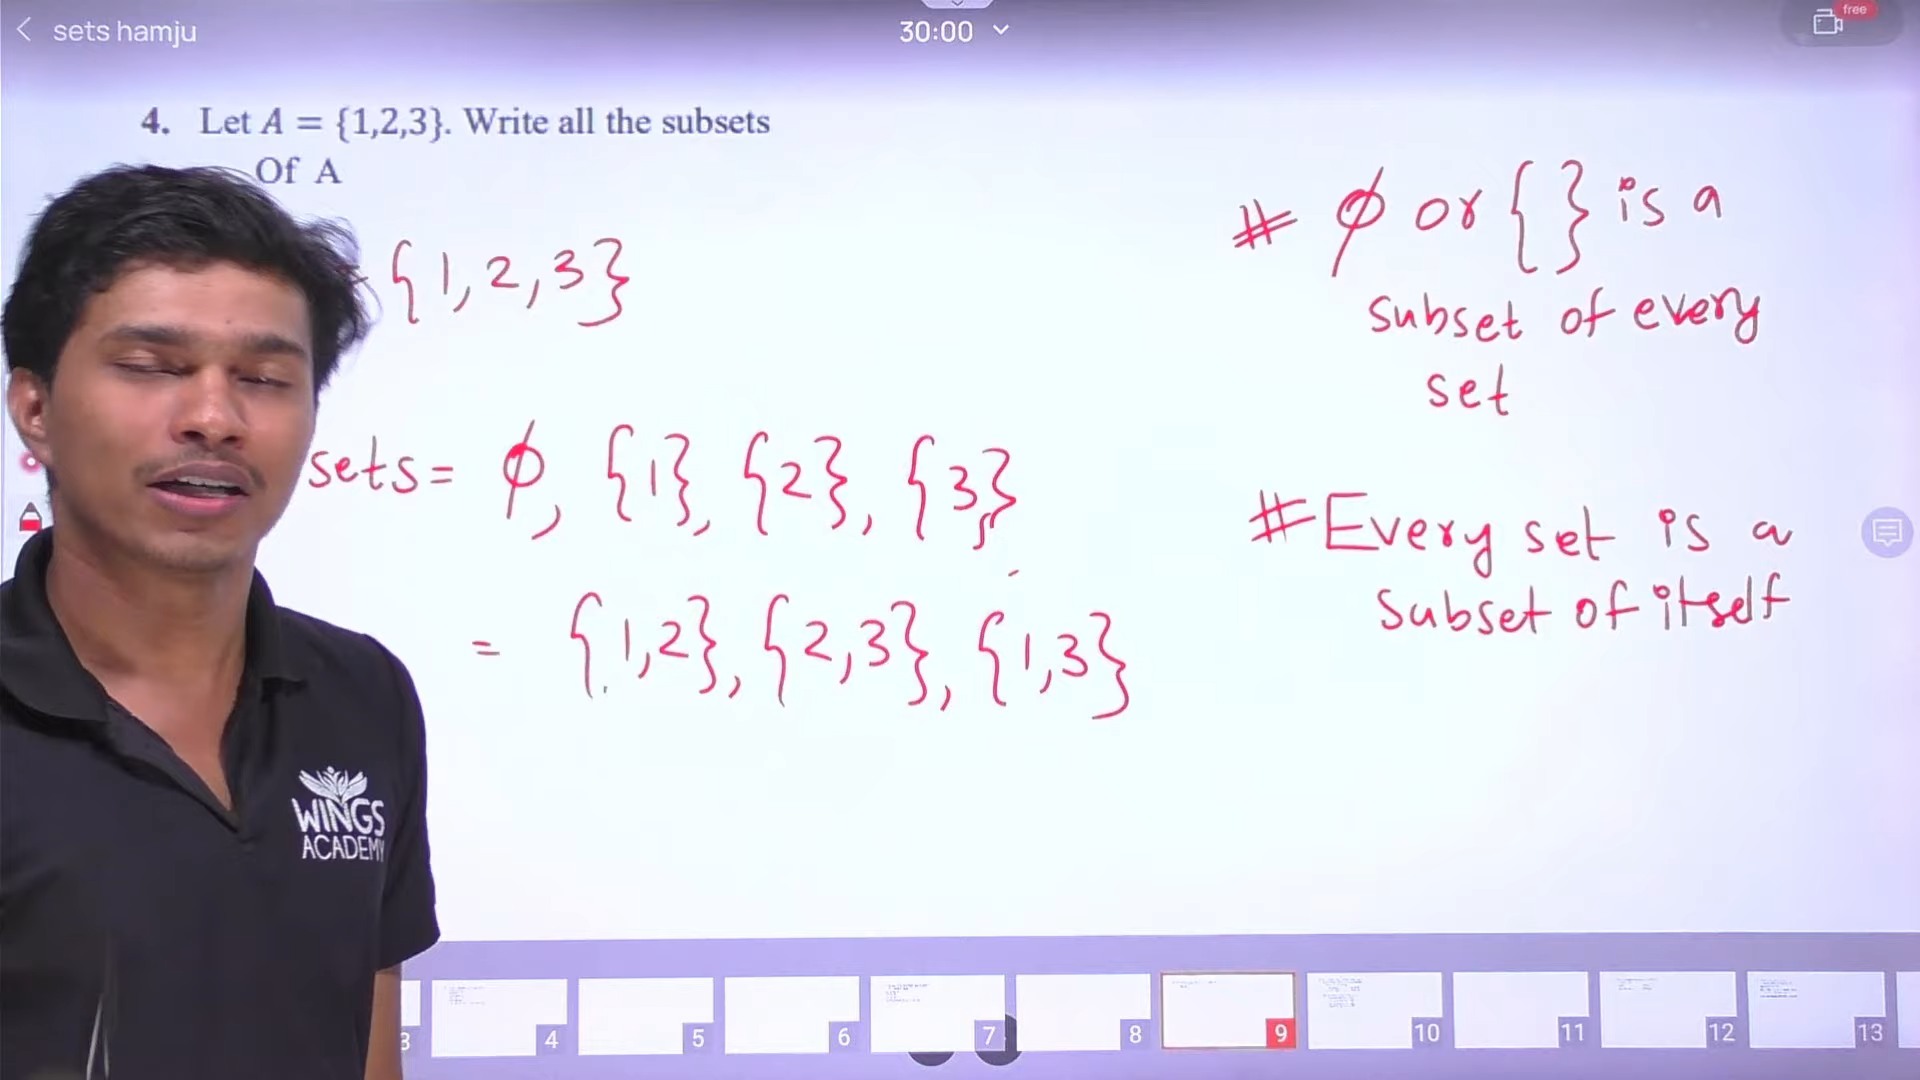 sets hamju
30:00
free
4. Let A = {1,2,3}. Write all the subsets
Of A
{1,2,3}
sets = ϕ, {1}, {2}, {3},
= {1,2}, {2,3}, {1,3}
# ϕ or { } is a
subset of every
set
# Every set is a
subset of itself
WINGS
ACADEMY
3 4 5 6 7 8 9 10 11 12 13